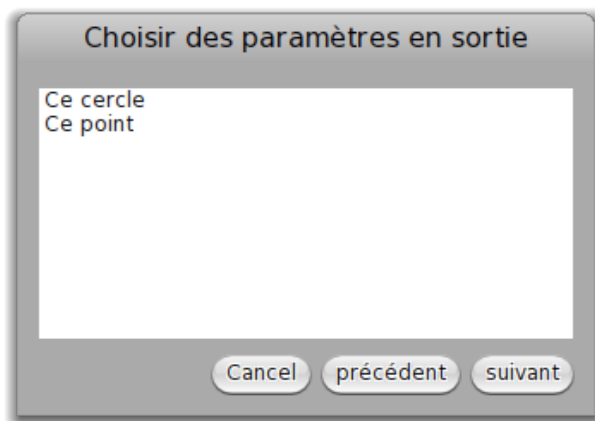 Choisir des paramètres en sortie
Ce cercle
Ce point
Cancel précédent suivant